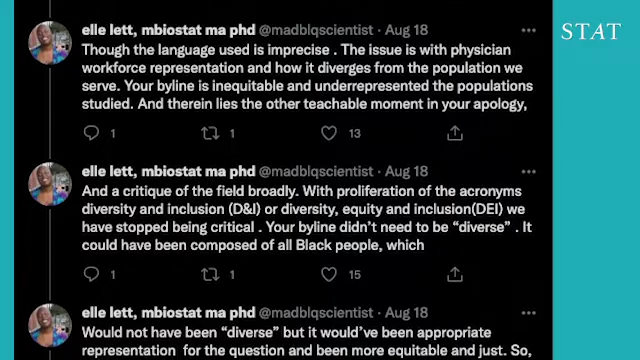 elle lett, mbiostat ma phd @madblqscientist · Aug 18
Though the language used is imprecise . The issue is with physician
workforce representation and how it diverges from the population we
serve. Your byline is inequitable and underrepresented the populations
studied. And therein lies the other teachable moment in your apology,
1 1 13
elle lett, mbiostat ma phd @madblqscientist · Aug 18
And a critique of the field broadly. With proliferation of the acronyms
diversity and inclusion (D&I) or diversity, equity and inclusion(DEI) we
have stopped being critical . Your byline didn't need to be “diverse” . It
could have been composed of all Black people, which
1 1 15
elle lett, mbiostat ma phd @madblqscientist · Aug 18
Would not have been “diverse” but it would've been appropriate
representation for the question and been more equitable and just. So,
STAT